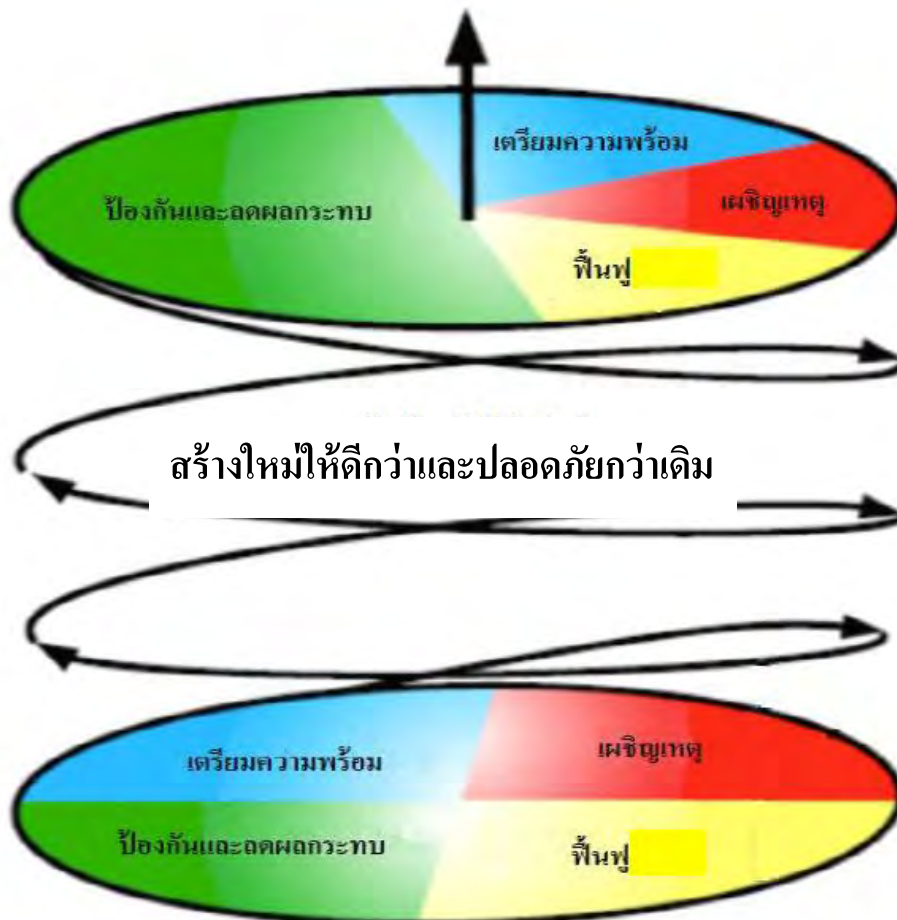 เตรียมความพร้อม
เผชิญเหตุ
ป้องกันและลดผลกระทบ
ฟื้นฟู
สร้างใหม่ให้ดีกว่าและปลอดภัยกว่าเดิม
เตรียมความพร้อม
เผชิญเหตุ
ป้องกันและลดผลกระทบ
ฟื้นฟู